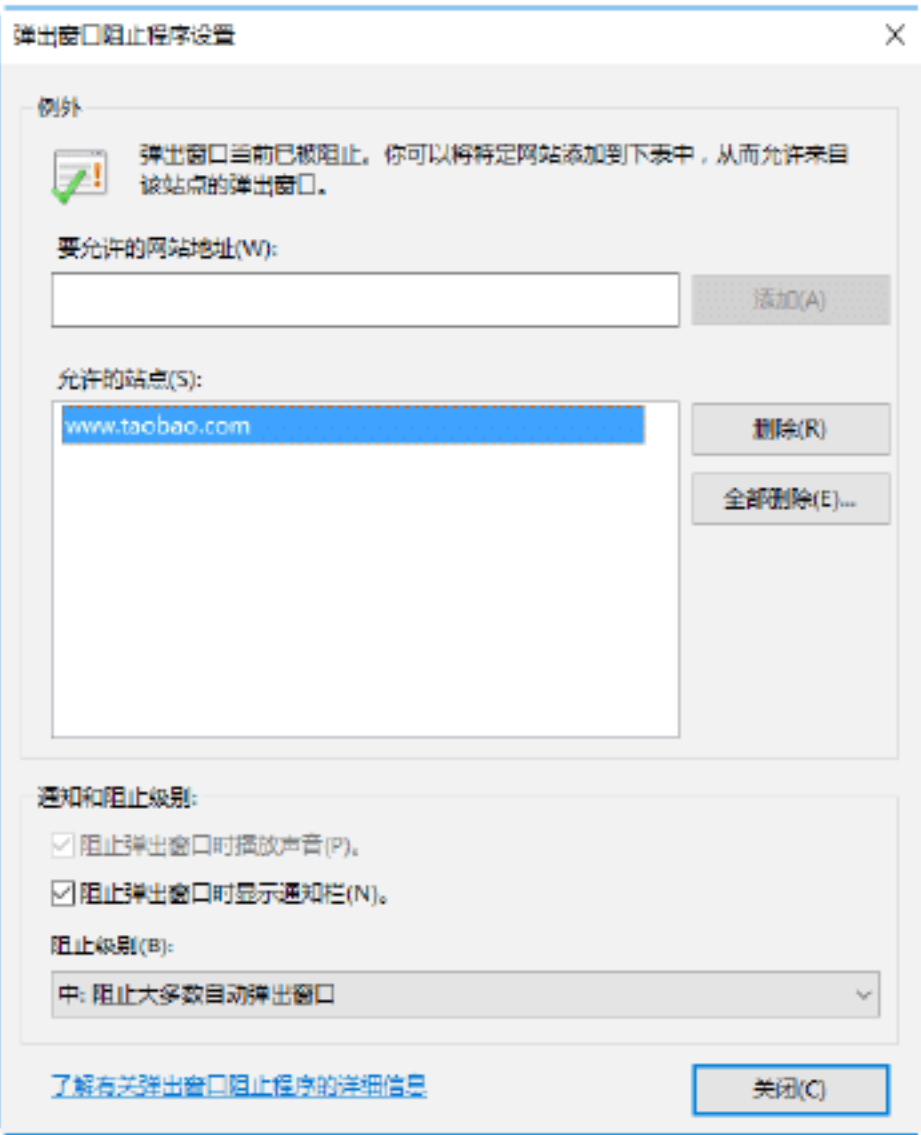 弹出窗口阻止程序设置
例外
弹出窗口当前已被阻止。你可以将特定网站添加到下表中，从而允许来自
该站点的弹出窗口。
要允许的网站地址(W):
添加(A)
允许的站点(S):
www.taobao.com
删除(R)
全部删除(E)...
通知和阻止级别:
阻止弹出窗口时播放声音(P)。
阻止弹出窗口时显示通知栏(N)。
阻止级别(B):
中: 阻止大多数自动弹出窗口
了解有关弹出窗口阻止程序的详细信息
关闭(C)